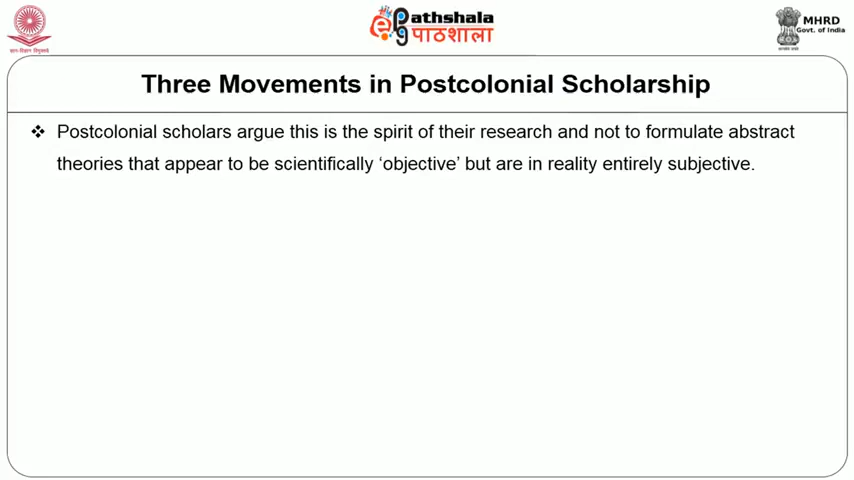 ePathshala
पाठशाला
MHRD
Govt. of India
Three Movements in Postcolonial Scholarship
❖ Postcolonial scholars argue this is the spirit of their research and not to formulate abstract
theories that appear to be scientifically ‘objective’ but are in reality entirely subjective.